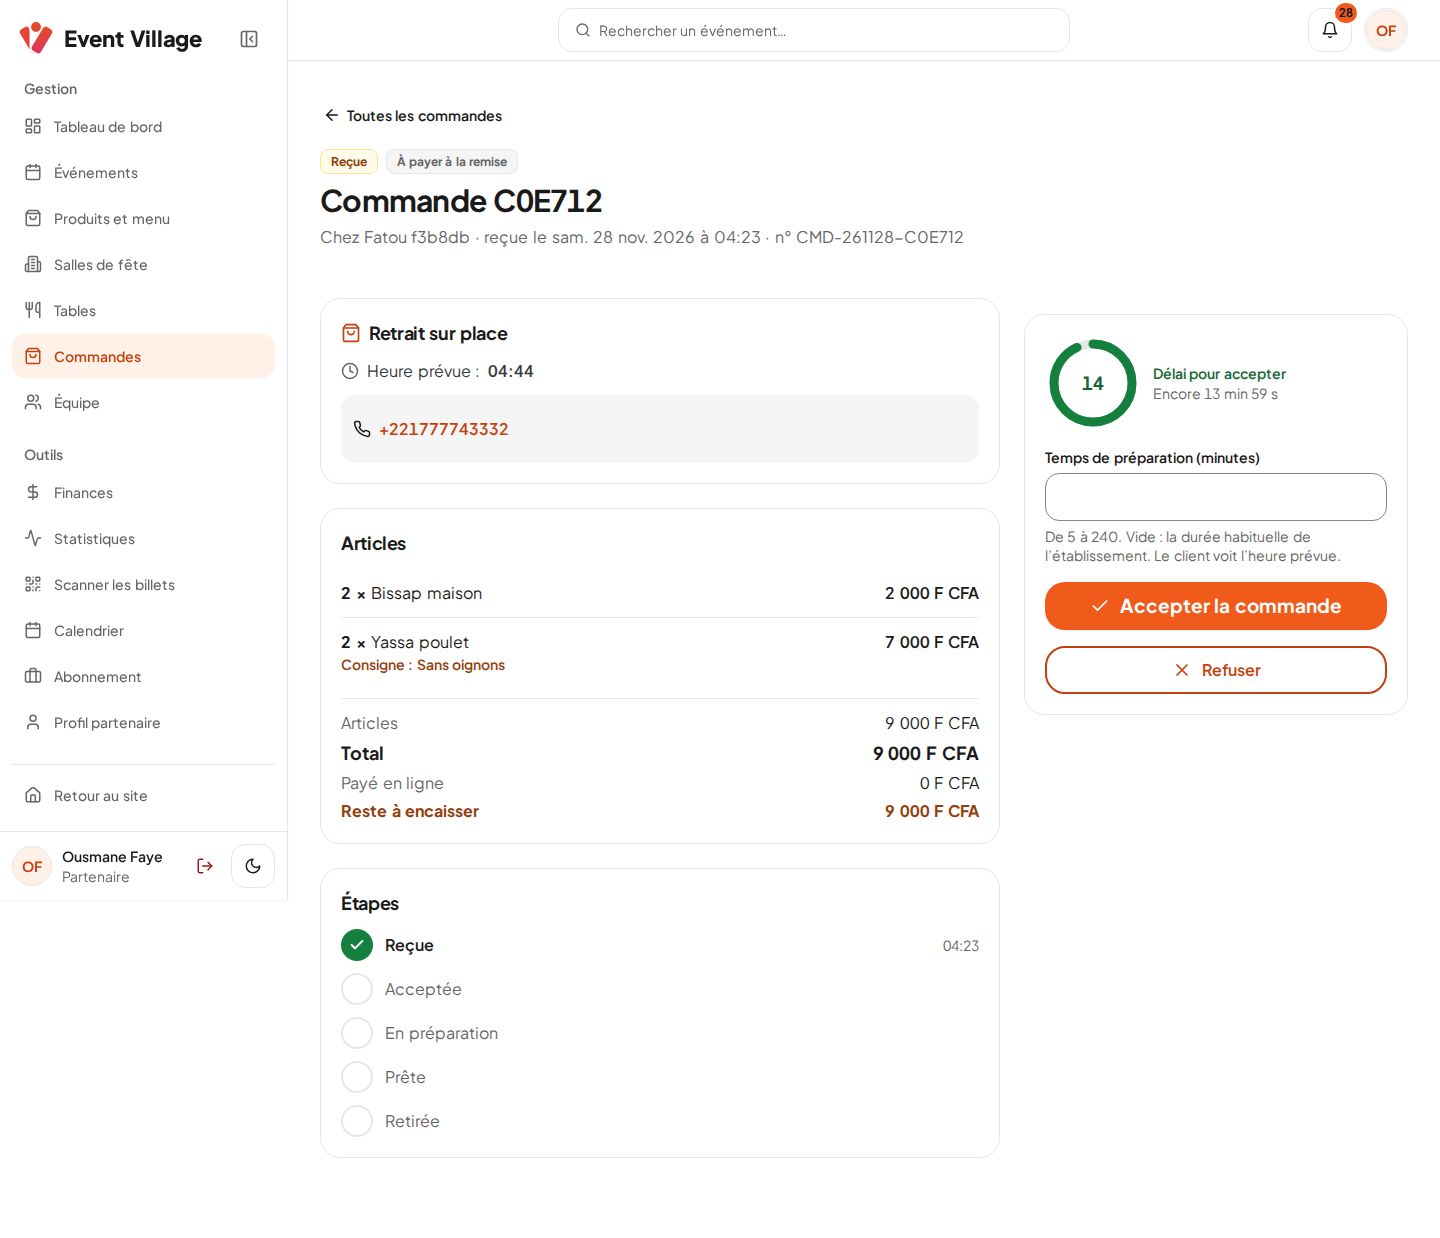 Event Village
Gestion
Tableau de bord
Événements
Produits et menu
Salles de fête
Tables
Commandes
Équipe
Outils
Finances
Statistiques
Scanner les billets
Calendrier
Abonnement
Profil partenaire
Retour au site
OF
Ousmane Faye
Partenaire
Rechercher un événement…
28
OF
Toutes les commandes
Reçue
À payer à la remise
Commande C0E712
Chez Fatou f3b8db · reçue le sam. 28 nov. 2026 à 04:23 · n° CMD-261128-C0E712
Retrait sur place
Heure prévue : 04:44
+221777743332
Articles
2 × Bissap maison 2 000 F CFA
2 × Yassa poulet 7 000 F CFA
Consigne : Sans oignons
Articles 9 000 F CFA
Total 9 000 F CFA
Payé en ligne 0 F CFA
Reste à encaisser 9 000 F CFA
Étapes
Reçue 04:23
Acceptée
En préparation
Prête
Retirée
14
Délai pour accepter
Encore 13 min 59 s
Temps de préparation (minutes)
De 5 à 240. Vide : la durée habituelle de
l'établissement. Le client voit l'heure prévue.
Accepter la commande
Refuser